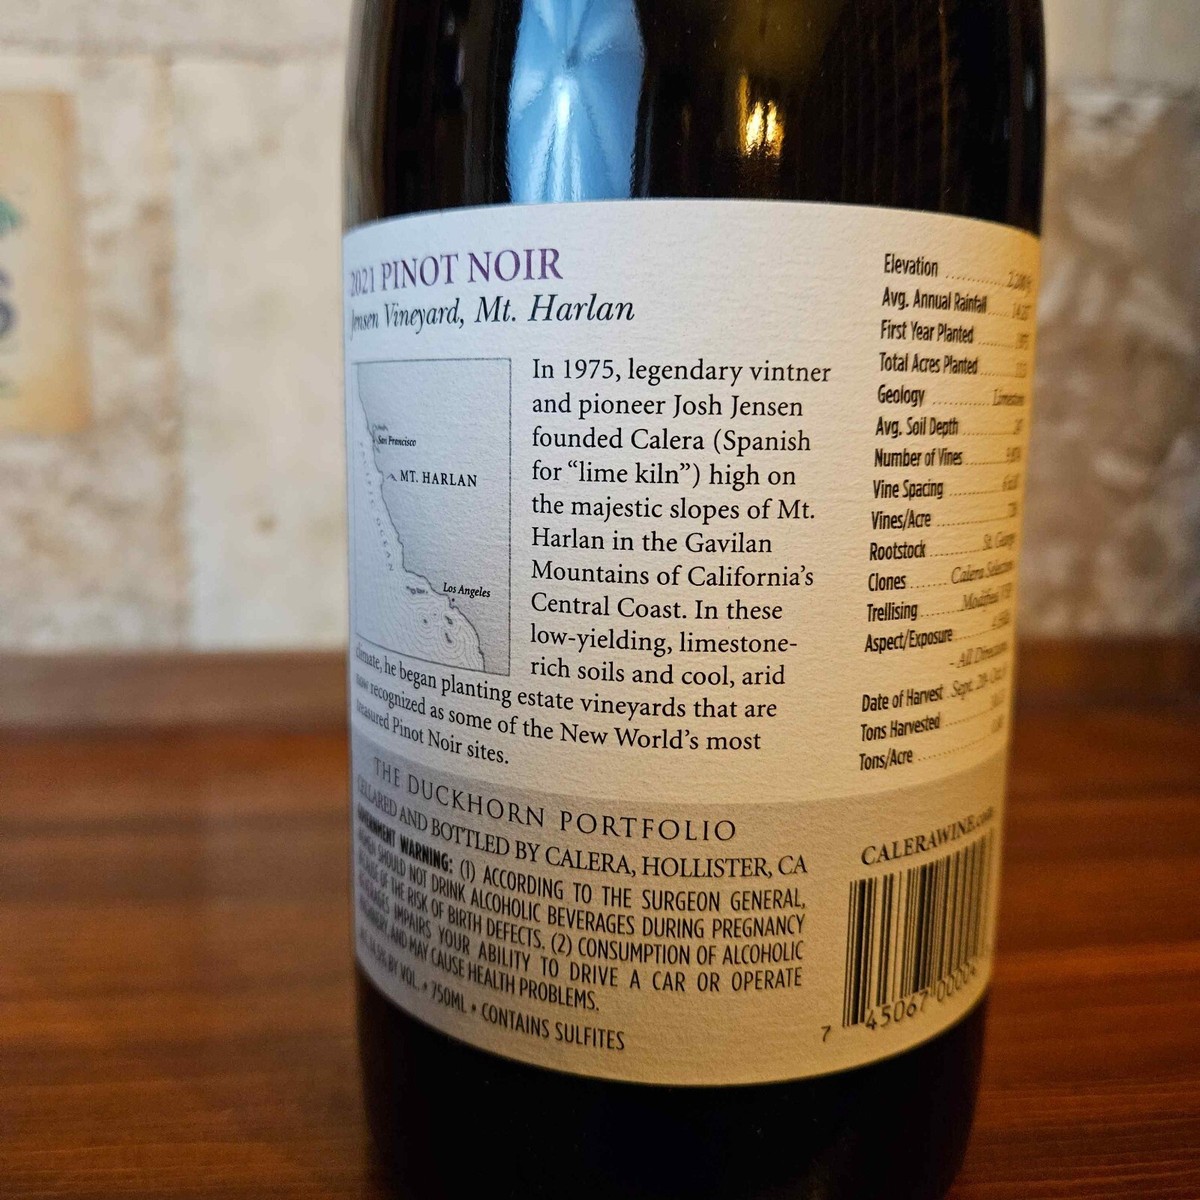 2021 PINOT NOIR
Jensen Vineyard, Mt. Harlan
San Francisco
MT. HARLAN
Los Angeles
In 1975, legendary vintner
and pioneer Josh Jensen
founded Calera (Spanish
for “lime kiln”) high on
the majestic slopes of Mt.
Harlan in the Gavilan
Mountains of California’s
Central Coast. In these
low-yielding, limestone-
rich soils and cool, arid
climate, he began planting estate vineyards that are
now recognized as some of the New World’s most
treasured Pinot Noir sites.
THE DUCKHORN PORTFOLIO
CELLARED AND BOTTLED BY CALERA, HOLLISTER, CA
GOVERNMENT WARNING: (1) ACCORDING TO THE SURGEON GENERAL,
WOMEN SHOULD NOT DRINK ALCOHOLIC BEVERAGES DURING PREGNANCY
BECAUSE OF THE RISK OF BIRTH DEFECTS. (2) CONSUMPTION OF ALCOHOLIC
BEVERAGES IMPAIRS YOUR ABILITY TO DRIVE A CAR OR OPERATE
MACHINERY, AND MAY CAUSE HEALTH PROBLEMS.
BY VOL. • 750ML • CONTAINS SULFITES
Elevation
Avg. Annual Rainfall
First Year Planted
Total Acres Planted
Geology Limestone
Avg. Soil Depth
Number of Vines
Vine Spacing
Vines/Acre
Rootstock St. George
Clones Calera Selection
Trellising Modified
Aspect/Exposure
- All Directions
Date of Harvest Sept.
Tons Harvested
Tons/Acre
CALERAWINE.com
7 45067 0000